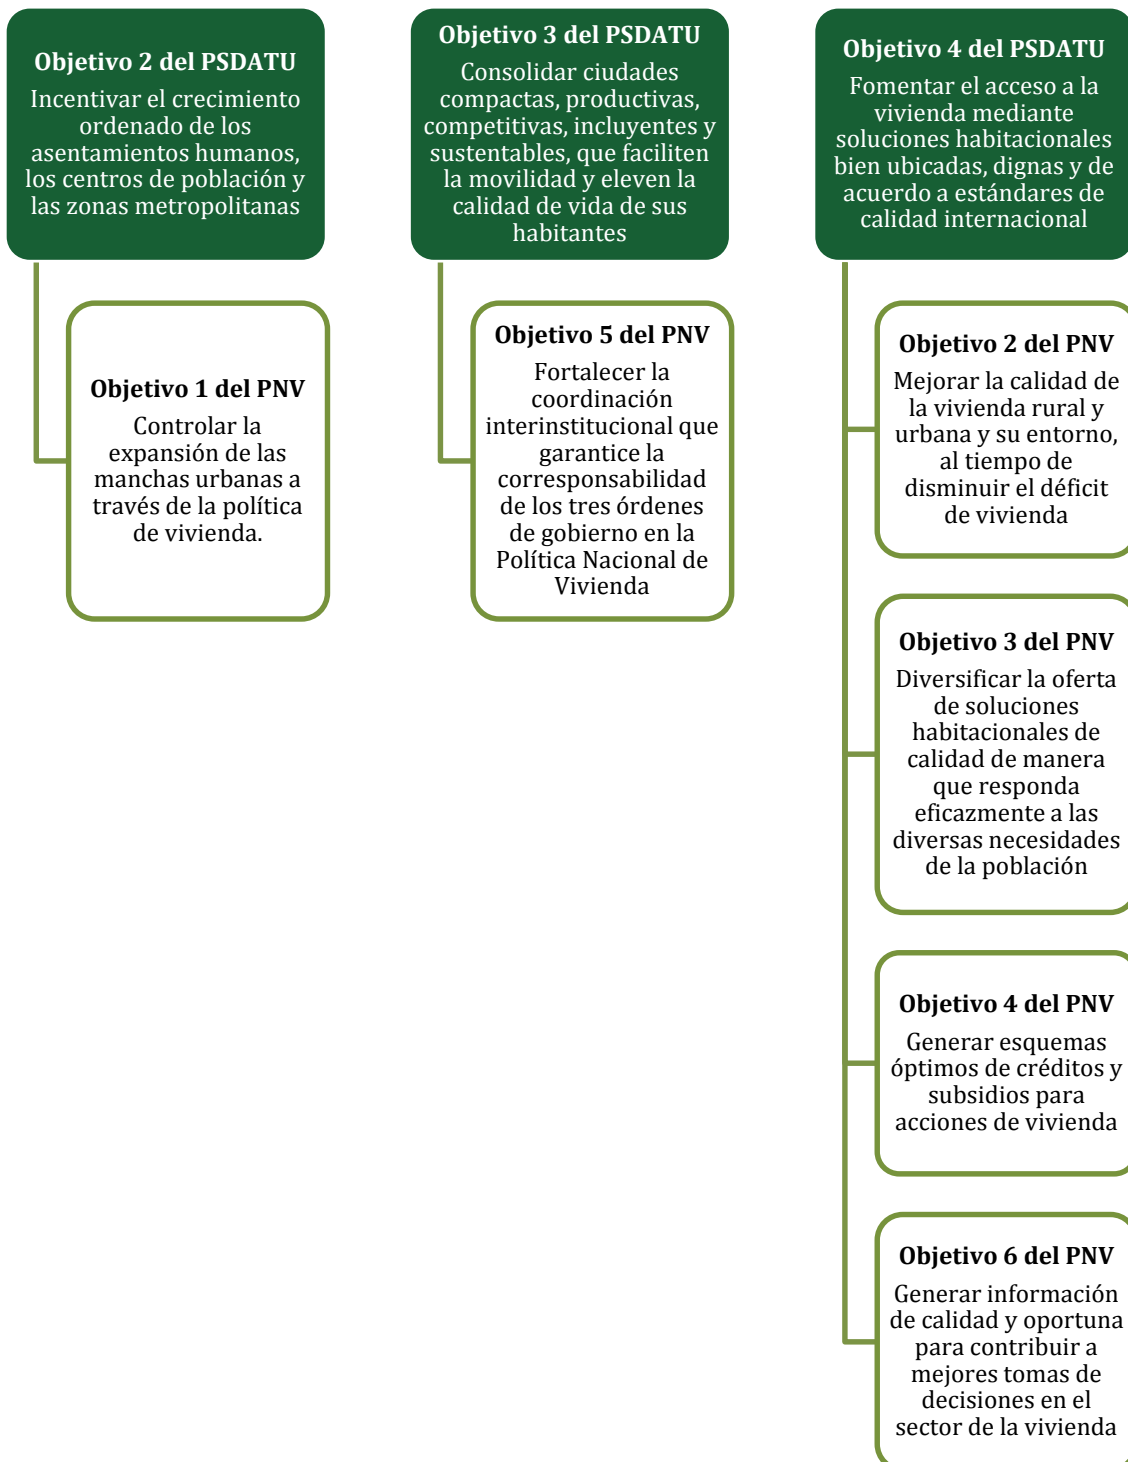 Objetivo 2 del PSDATU
Incentivar el crecimiento
ordenado de los
asentamientos humanos,
los centros de población y
las zonas metropolitanas
Objetivo 1 del PNV
Controlar la
expansión de las
manchas urbanas a
través de la política
de vivienda.
Objetivo 3 del PSDATU
Consolidar ciudades
compactas, productivas,
competitivas, incluyentes y
sustentables, que faciliten
la movilidad y eleven la
calidad de vida de sus
habitantes
Objetivo 5 del PNV
Fortalecer la
coordinación
interinstitucional que
garantice la
corresponsabilidad
de los tres órdenes
de gobierno en la
Política Nacional de
Vivienda
Objetivo 4 del PSDATU
Fomentar el acceso a la
vivienda mediante
soluciones habitacionales
bien ubicadas, dignas y de
acuerdo a estándares de
calidad internacional
Objetivo 2 del PNV
Mejorar la calidad de
la vivienda rural y
urbana y su entorno,
al tiempo de
disminuir el déficit
de vivienda
Objetivo 3 del PNV
Diversificar la oferta
de soluciones
habitacionales de
calidad de manera
que responda
eficazmente a las
diversas necesidades
de la población
Objetivo 4 del PNV
Generar esquemas
óptimos de créditos y
subsidios para
acciones de vivienda
Objetivo 6 del PNV
Generar información
de calidad y oportuna
para contribuir a
mejores tomas de
decisiones en el
sector de la vivienda